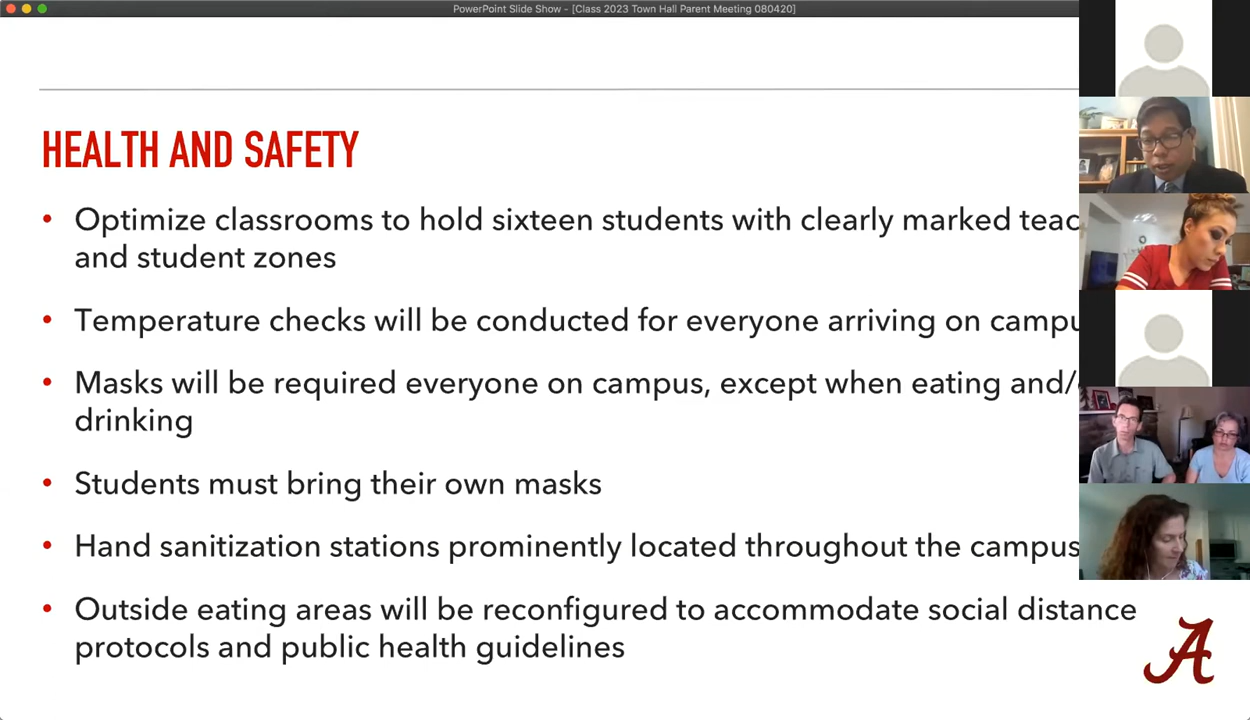 PowerPoint Slide Show - [Class 2023 Town Hall Parent Meeting 080420]
HEALTH AND SAFETY
• Optimize classrooms to hold sixteen students with clearly marked
and student zones
• Temperature checks will be conducted for everyone arriving on
• Masks will be required everyone on campus, except when eating and/
drinking
• Students must bring their own masks
• Hand sanitization stations prominently located throughout the campus
• Outside eating areas will be reconfigured to accommodate social distance
protocols and public health guidelines
A